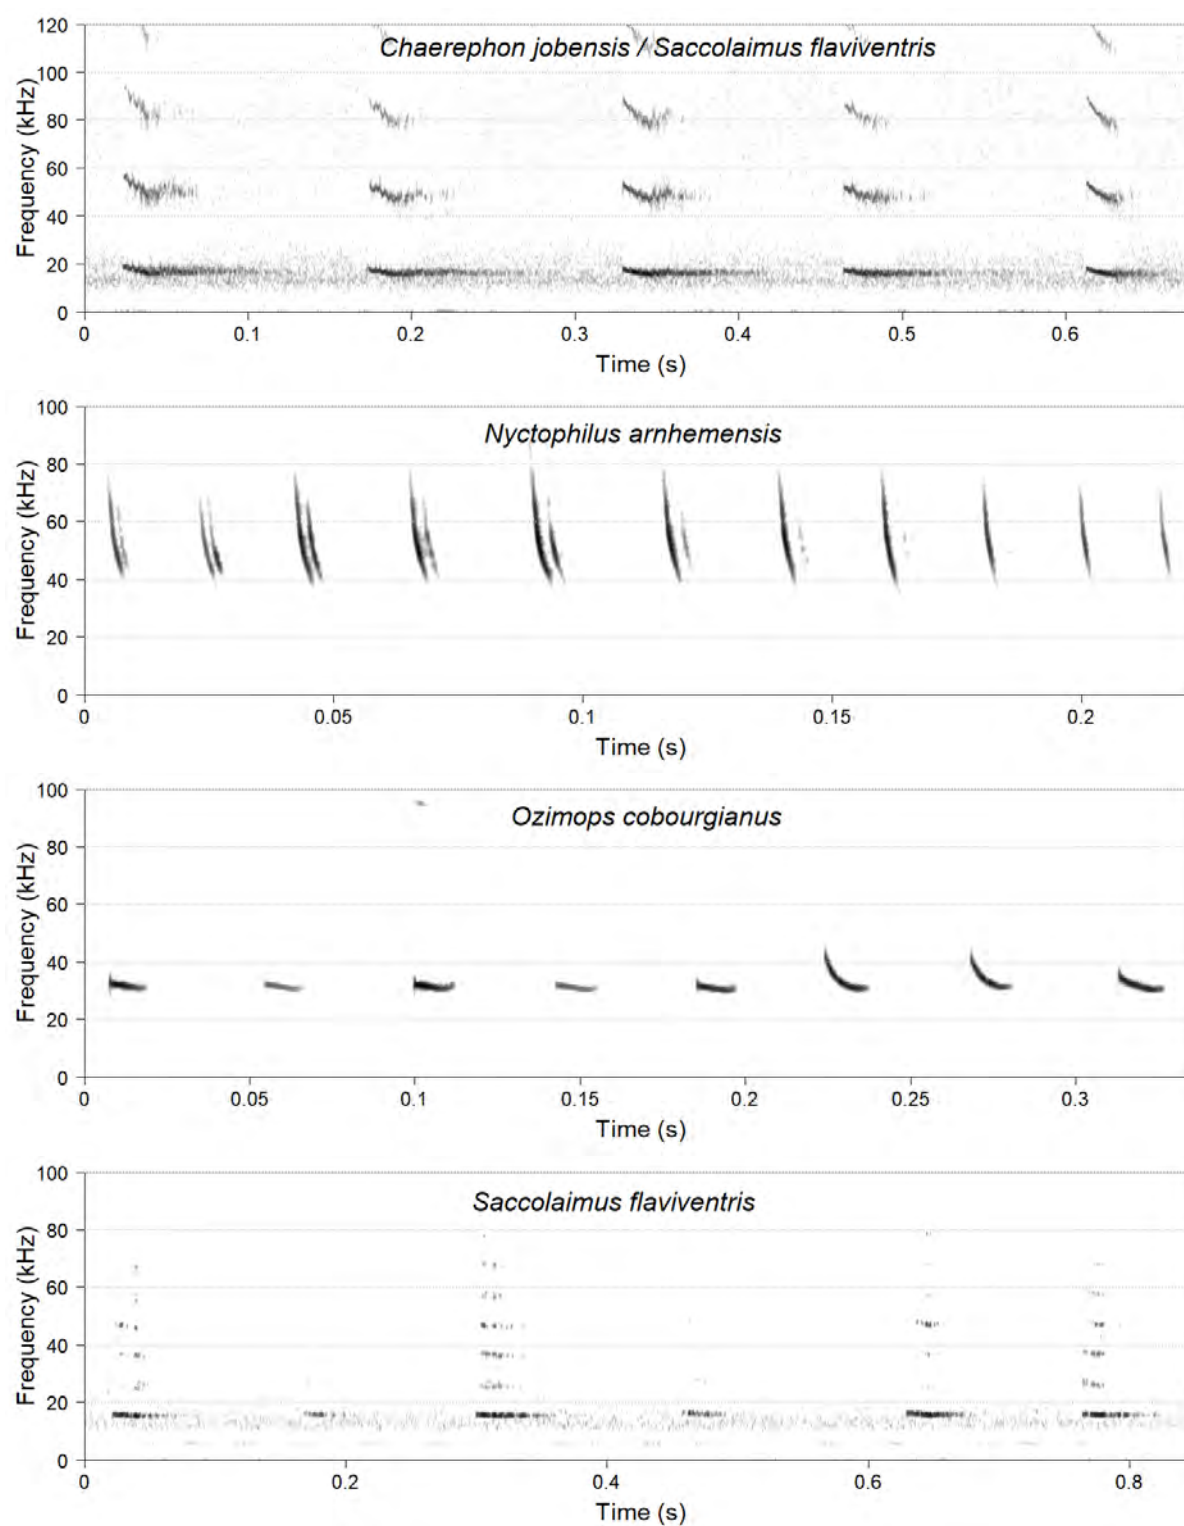 120
Chaerephon jobensis / Saccolaimus flaviventris
100
80
60
40
20
0
Frequency (kHz)
0 0.1 0.2 0.3 0.4 0.5 0.6
Time (s)
100
Nyctophilus arnhemensis
80
60
40
20
0
Frequency (kHz)
0 0.05 0.1 0.15 0.2
Time (s)
100
Ozimops cobourgianus
80
60
40
20
0
Frequency (kHz)
0 0.05 0.1 0.15 0.2 0.25 0.3
Time (s)
100
Saccolaimus flaviventris
80
60
40
20
0
Frequency (kHz)
0 0.2 0.4 0.6 0.8
Time (s)